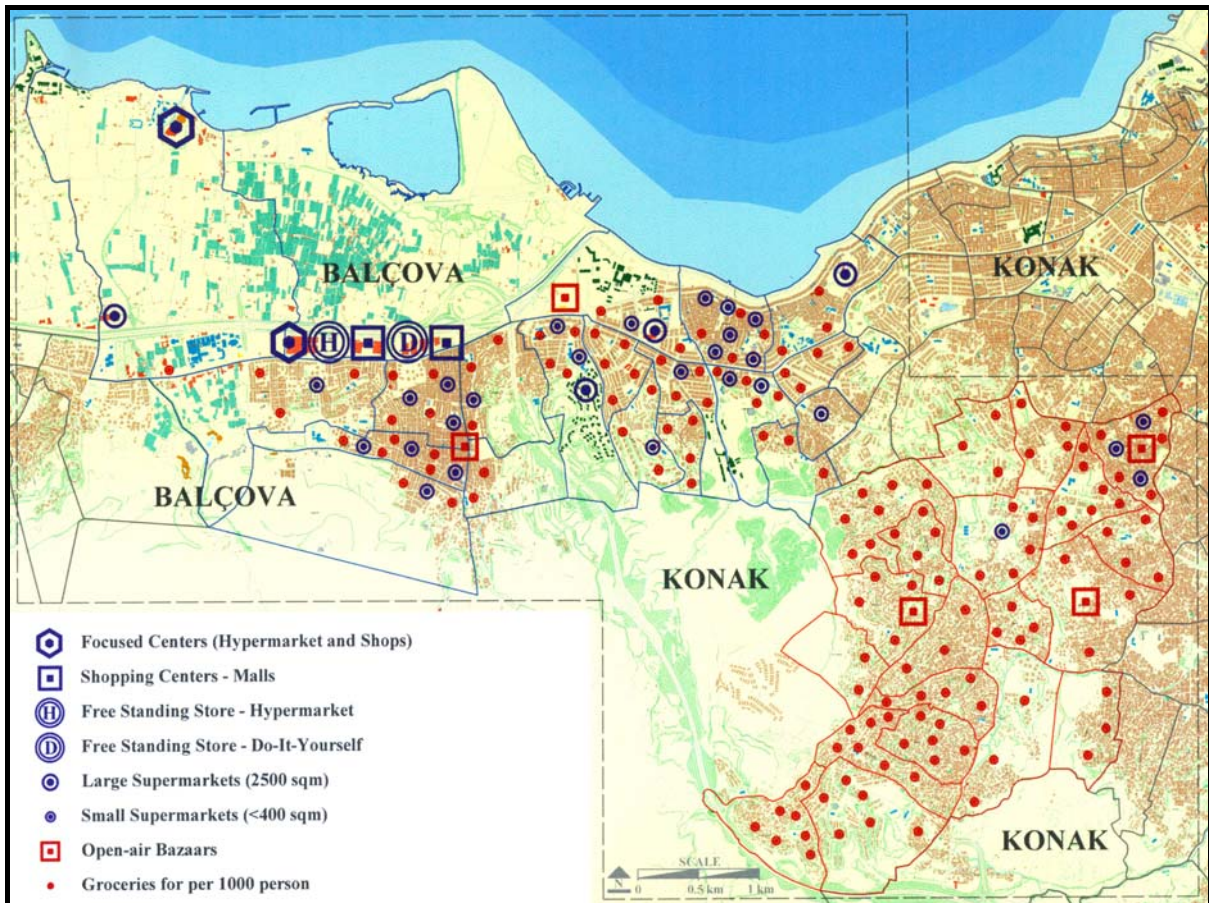 BALÇOVA
KONAK
BALÇOVA
KONAK
KONAK
H
D
Focused Centers (Hypermarket and Shops)
Shopping Centers - Malls
H Free Standing Store - Hypermarket
D Free Standing Store - Do-It-Yourself
Large Supermarkets (2500 sqm)
Small Supermarkets (<400 sqm)
Open-air Bazaars
Groceries for per 1000 person
N
SCALE
0 0.5 km 1 km